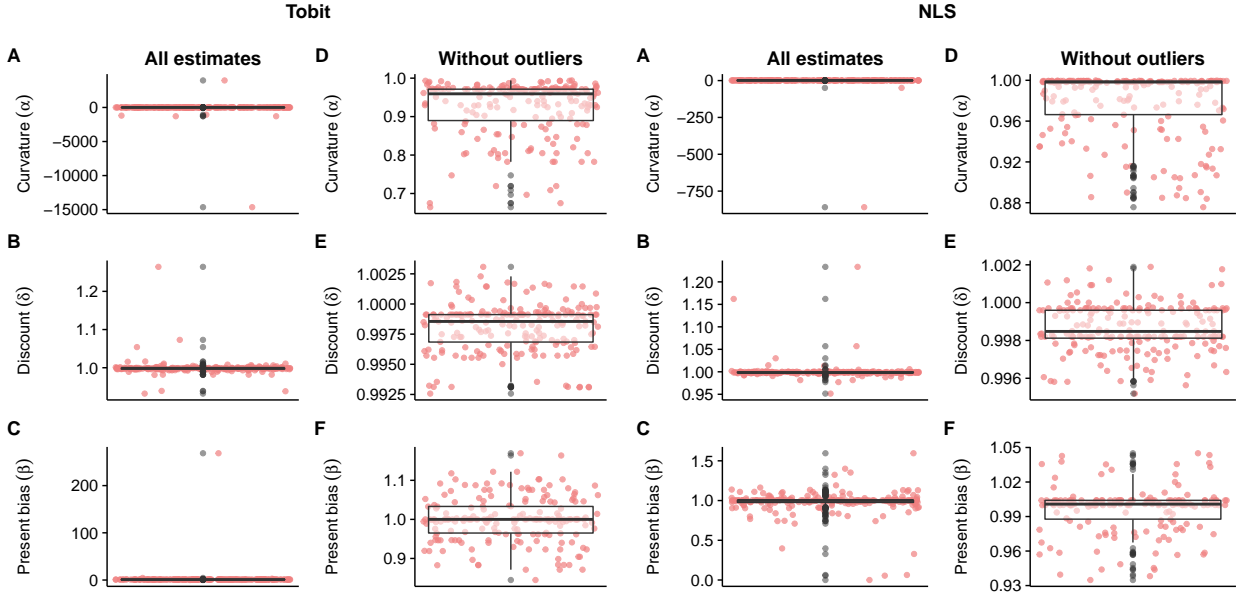 Tobit
NLS
A
All estimates
D
Without outliers
A
All estimates
D
Without outliers
Curvature (α)
0
−5000
−10000
−15000
Curvature (α)
1.0
0.9
0.8
0.7
Curvature (α)
0
−250
−500
−750
Curvature (α)
1.00
0.96
0.92
0.88
B
E
B
E
Discount (δ)
1.2
1.1
1.0
Discount (δ)
1.0025
1.0000
0.9975
0.9950
0.9925
Discount (δ)
1.20
1.15
1.10
1.05
1.00
0.95
Discount (δ)
1.002
1.000
0.998
0.996
C
F
C
F
Present bias (β)
200
100
0
Present bias (β)
1.1
1.0
0.9
Present bias (β)
1.5
1.0
0.5
0.0
Present bias (β)
1.05
1.02
0.99
0.96
0.93